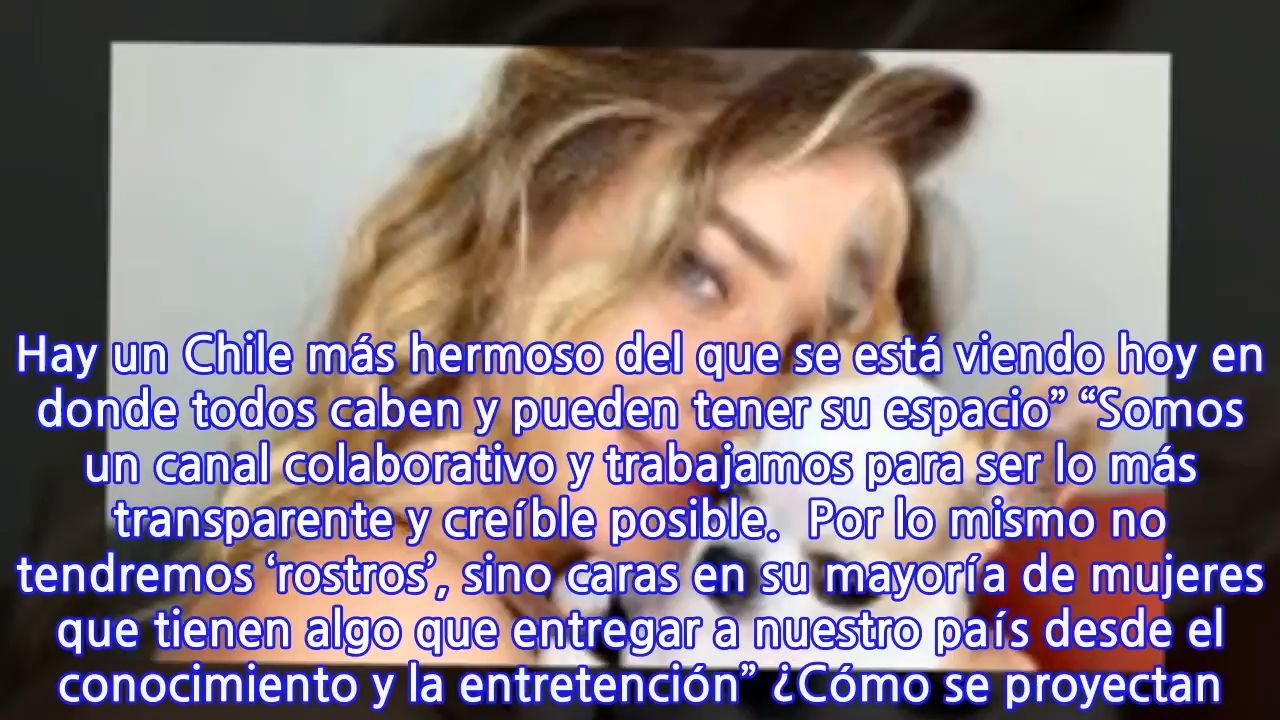 Hay un Chile más hermoso del que se está viendo hoy en
donde todos caben y pueden tener su espacio” “Somos
un canal colaborativo y trabajamos para ser lo más
transparente y creíble posible.  Por lo mismo no
tendremos ‘rostros’, sino caras en su mayoría de mujeres
que tienen algo que entregar a nuestro país desde el
conocimiento y la entretención” ¿Cómo se proyectan